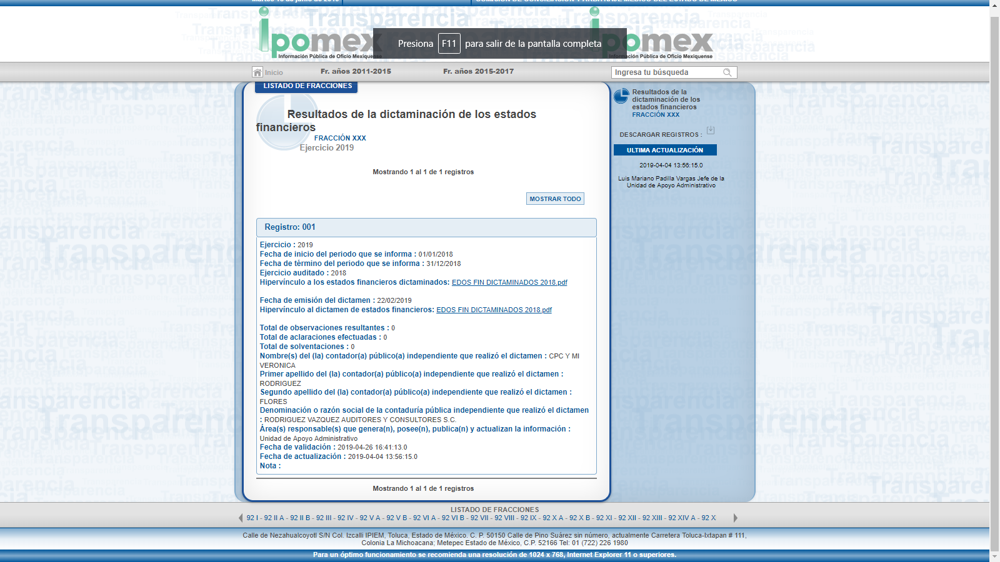 Martes 18 de junio de 2019
COMISIÓN DE CONCILIACIÓN Y ARBITRAJE MÉDICO DEL ESTADO DE MÉXICO
ipomex
Información Pública de Oficio Mexiquense
Presiona F11 para salir de la pantalla completa
pomex
Información Pública de Oficio Mexiquense
Inicio
Fr. años 2011-2015
Fr. años 2015-2017
Ingresa tu búsqueda
LISTADO DE FRACCIONES
Resultados de la dictaminación de los estados
financieros
FRACCIÓN XXX
Ejercicio 2019
Mostrando 1 al 1 de 1 registros
MOSTRAR TODO
Registro: 001
Ejercicio : 2019
Fecha de inicio del periodo que se informa : 01/01/2018
Fecha de término del periodo que se informa : 31/12/2018
Ejercicio auditado : 2018
Hipervínculo a los estados financieros dictaminados: EDOS FIN DICTAMINADOS 2018.pdf
Fecha de emisión del dictamen : 22/02/2019
Hipervínculo al dictamen de estados financieros: EDOS FIN DICTAMINADOS 2018.pdf
Total de observaciones resultantes : 0
Total de aclaraciones efectuadas : 0
Total de solventaciones : 0
Nombre(s) del (la) contador(a) público(a) independiente que realizó el dictamen : CPC Y MI
VERONICA
Primer apellido del (la) contador(a) público(a) independiente que realizó el dictamen :
RODRIGUEZ
Segundo apellido del (la) contador(a) público(a) independiente que realizó el dictamen :
FLORES
Denominación o razón social de la contaduría pública independiente que realizó el dictamen
: RODRIGUEZ VAZQUEZ AUDITORES Y CONSULTORES S.C.
Área(s) responsable(s) que genera(n), posee(n), publica(n) y actualizan la información :
Unidad de Apoyo Administrativo
Fecha de validación : 2019-04-26 16:41:13.0
Fecha de actualización : 2019-04-04 13:56:15.0
Nota :
Mostrando 1 al 1 de 1 registros
Resultados de la
dictaminación de los
estados financieros
FRACCIÓN XXX
DESCARGAR REGISTROS :
ULTIMA ACTUALIZACIÓN
2019-04-04 13:56:15.0
Luis Mariano Padilla Vargas Jefe de la
Unidad de Apoyo Administrativo
LISTADO DE FRACCIONES
92 I - 92 II A - 92 II B - 92 III - 92 IV - 92 V A - 92 V B - 92 VI A - 92 VI B - 92 VII - 92 VIII - 92 IX - 92 X A - 92 X B - 92 XI - 92 XII - 92 XIII - 92 XIV A - 92 X
Calle de Nezahualcoyotl S/N Col. Izcalli IPIEM, Toluca, Estado de México. C. P. 50150 Calle de Pino Suárez sin número, actualmente Carretera Toluca-Ixtapan # 111,
Colonia La Michoacana; Metepec Estado de México, C.P. 52166 Tel: 01 (722) 226 1980
Para un óptimo funcionamiento se recomienda una resolución de 1024 x 768, Internet Explorer 11 o superiores.